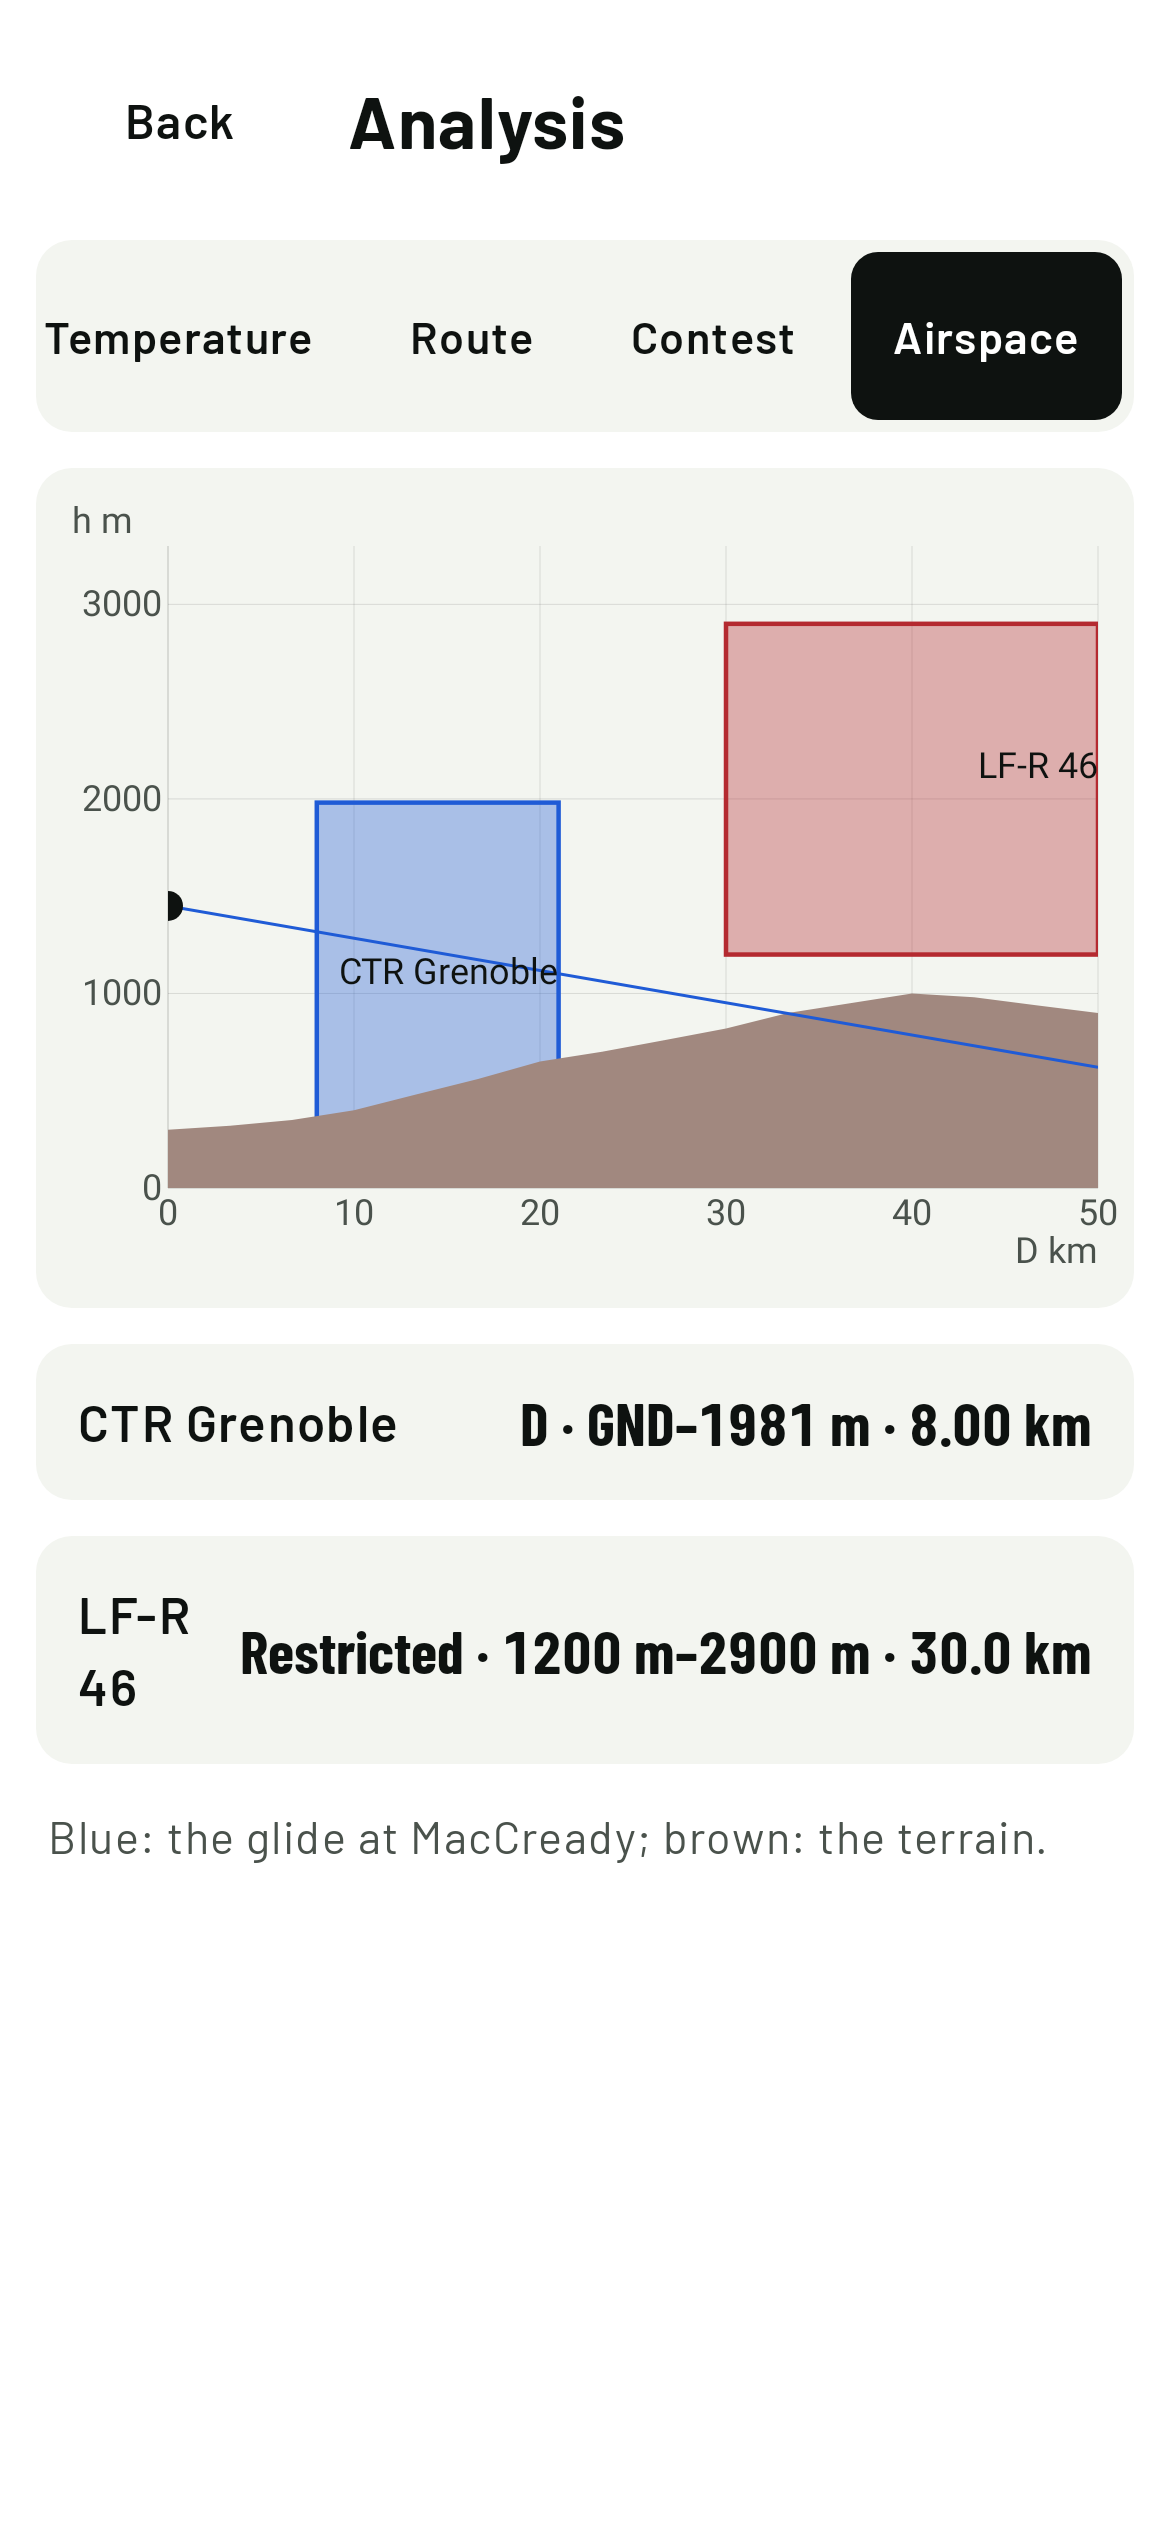 Back Analysis
Temperature Route Contest Airspace
h m
3000
2000
1000
0
LF-R 46
CTR Grenoble
0 10 20 30 40 50
D km
CTR Grenoble D · GND–1981 m · 8.00 km
LF-R
46
Restricted · 1200 m–2900 m · 30.0 km
Blue: the glide at MacCready; brown: the terrain.